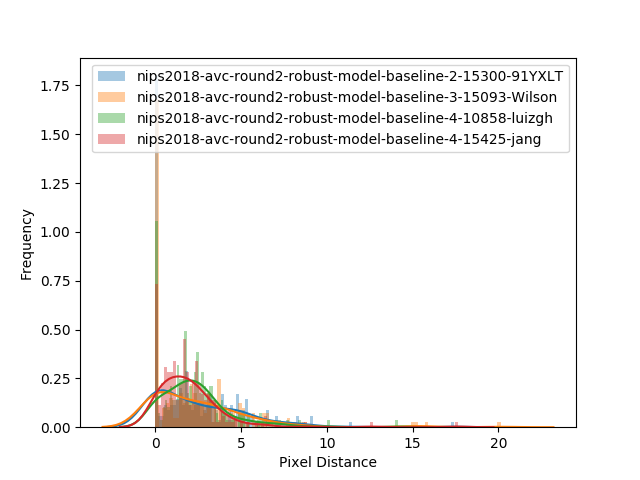 nips2018-avc-round2-robust-model-baseline-2-15300-91YXLT
nips2018-avc-round2-robust-model-baseline-3-15093-Wilson
nips2018-avc-round2-robust-model-baseline-4-10858-luizgh
nips2018-avc-round2-robust-model-baseline-4-15425-jang
1.75
1.50
1.25
1.00
0.75
0.50
0.25
0.00
Frequency
0 5 10 15 20
Pixel Distance